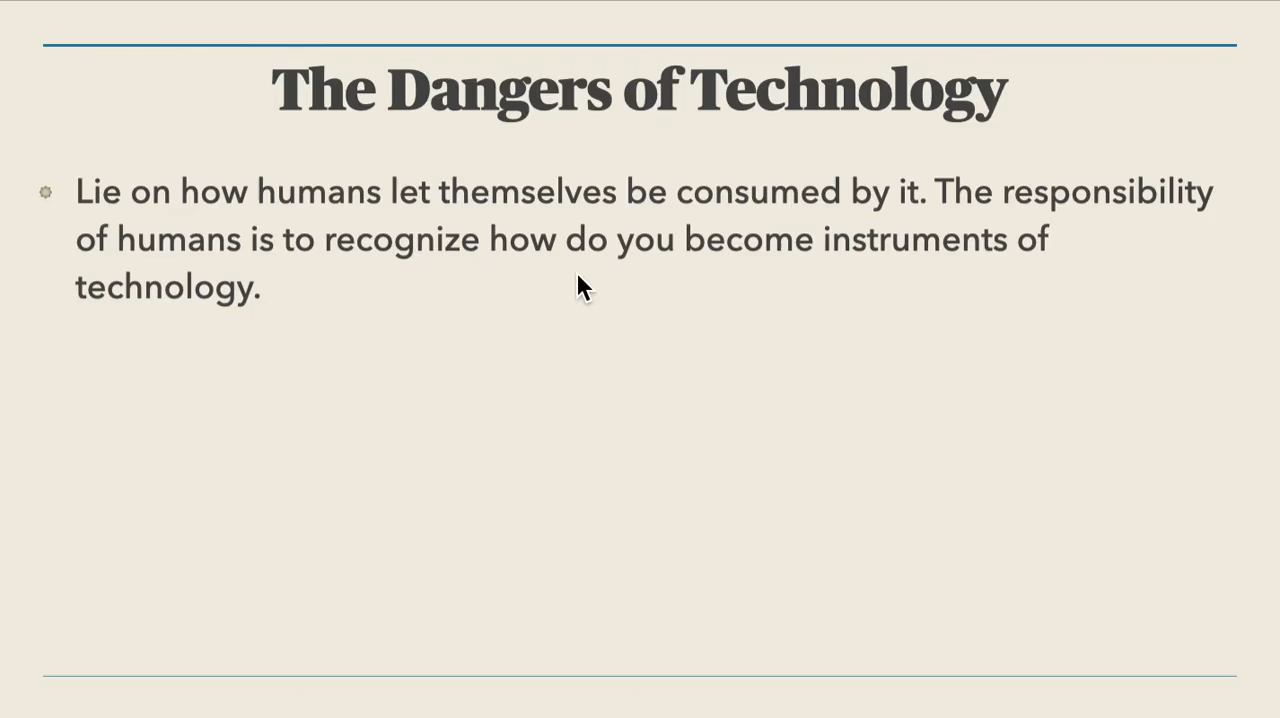 The Dangers of Technology
Lie on how humans let themselves be consumed by it. The responsibility
of humans is to recognize how do you become instruments of
technology.